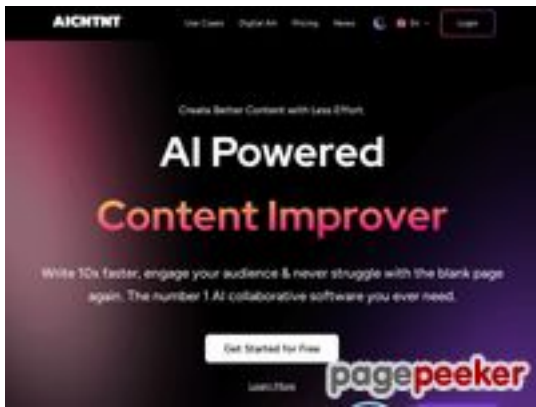 AICNTNT
Use Cases Digital Art Pricing News EN Login
Create Better Content with Less Effort.
AI Powered
Content Improver
Write 10x faster, engage your audience & never struggle with the blank page
again. The number 1 AI collaborative software you ever need.
Get Started for Free
Learn More
pagepeeker